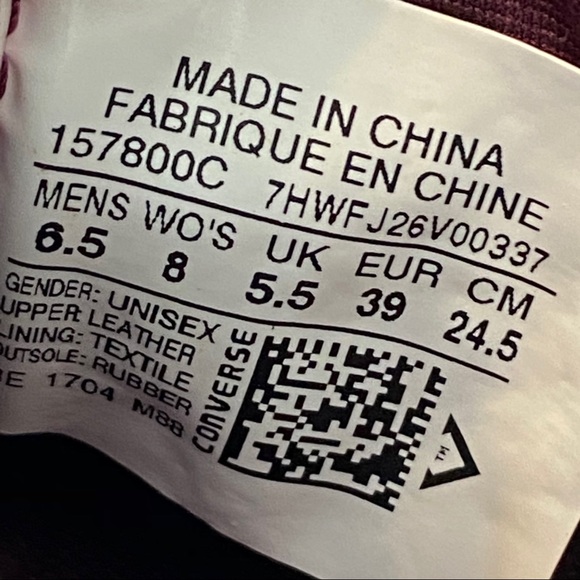 MADE IN CHINA
FABRIQUE EN CHINE
157800C 7HWFJ26V00337
MENS WO'S UK EUR CM
6.5 8 5.5 39 24.5
GENDER: UNISEX
UPPER: LEATHER
LINING: TEXTILE
OUTSOLE: RUBBER
1704 M88
CONVERSE
TM